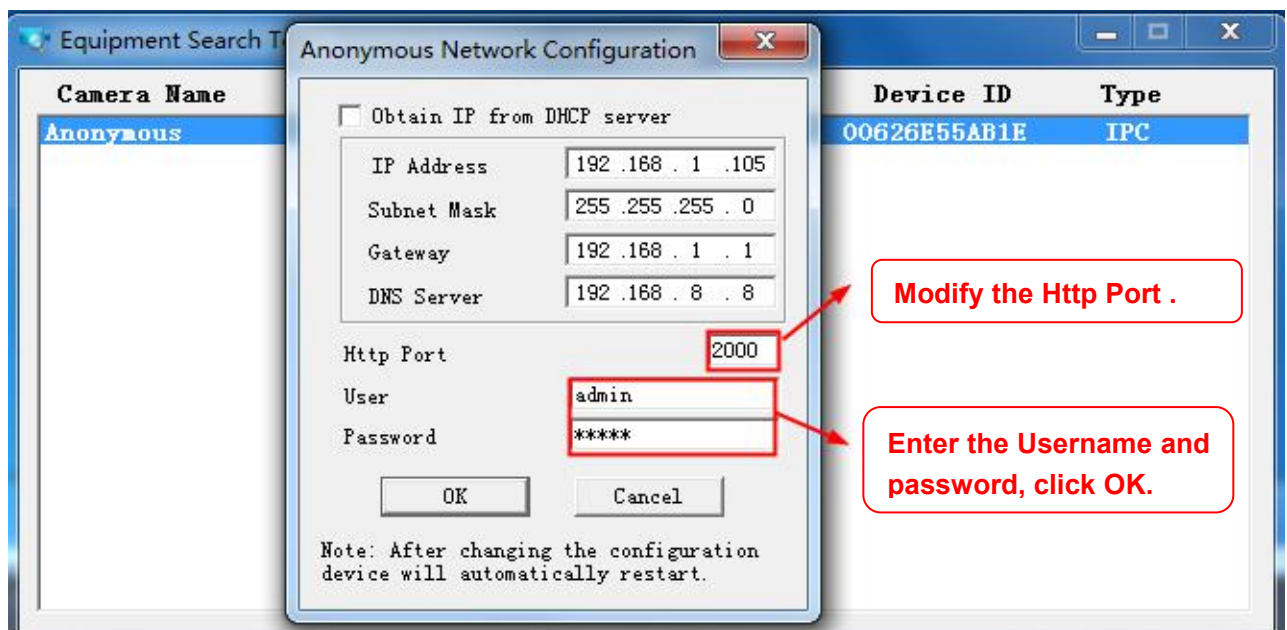 Equipment Search T
Anonymous Network Configuration
Camera Name
Device ID
Type
Anonymous
00626E55AB1E
IPC
Obtain IP from DHCP server
IP Address 192 .168 . 1 .105
Subnet Mask 255 .255 .255 . 0
Gateway 192 .168 . 1 . 1
DNS Server 192 .168 . 8 . 8
Http Port 2000
User admin
Password *****
OK Cancel
Note: After changing the configuration
device will automatically restart.
Modify the Http Port .
Enter the Username and
password, click OK.